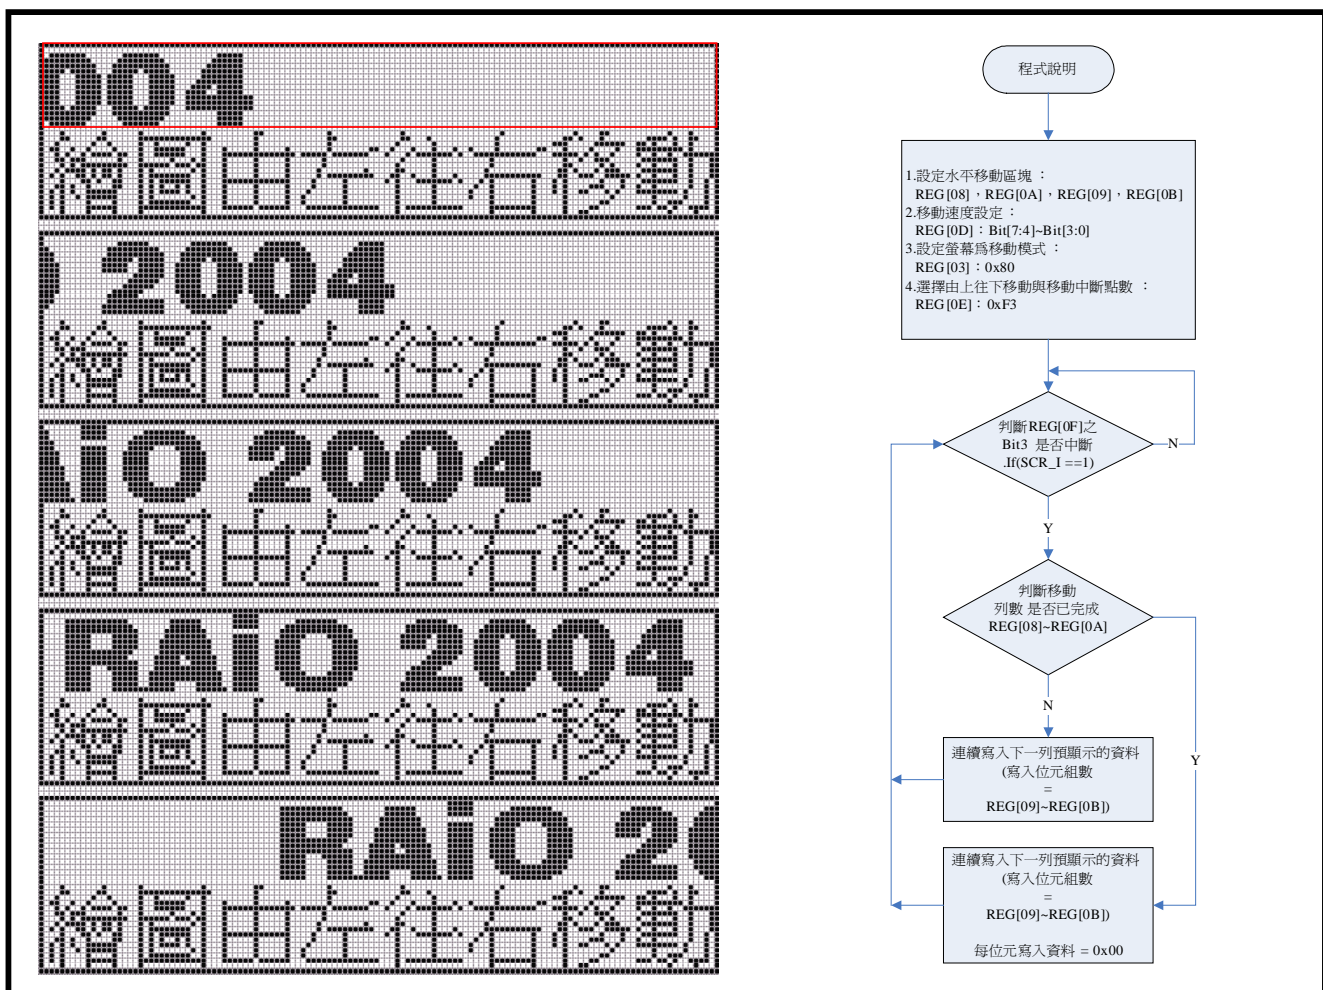 004
繪圖由左往右移動
2004
繪圖由左往右移動
AiO 2004
繪圖由左往右移動
RAiO 2004
繪圖由左往右移動
RAiO 20
繪圖由左往右移動
程式說明
1.設定水平移動區塊：
REG[08]，REG[0A]，REG[09]，REG[0B]
2.移動速度設定：
REG[0D]：Bit[7:4]~Bit[3:0]
3.設定螢幕為移動模式：
REG[03]：0x80
4.選擇由上往下移動與移動中斷點數：
REG[0E]：0xF3
判斷REG[0F]之
Bit3 是否中斷
.If(SCR_I ==1)
N
Y
判斷移動
列數 是否已完成
REG[08]~REG[0A]
N
Y
連續寫入下一列預顯示的資料
(寫入位元組數
=
REG[09]~REG[0B])
連續寫入下一列預顯示的資料
(寫入位元組數
=
REG[09]~REG[0B])
每位元寫入資料 = 0x00